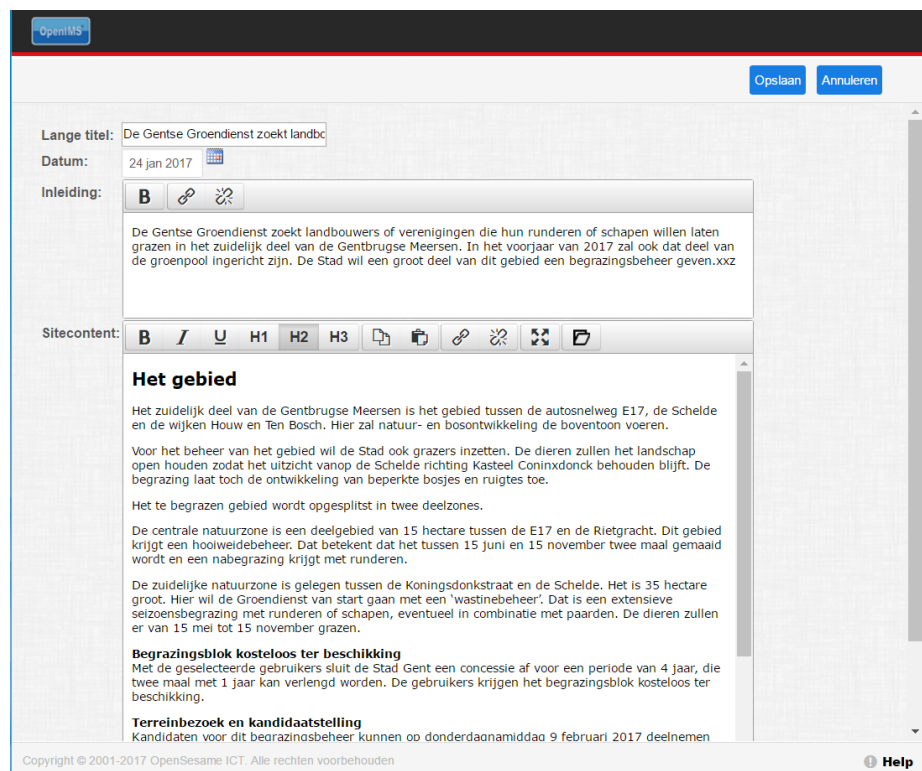 OpenIMS
Opslaan Annuleren
Lange titel: De Gentse Groendienst zoekt landbo
Datum: 24 jan 2017
Inleiding:
B
De Gentse Groendienst zoekt landbouwers of verenigingen die hun runderen of schapen willen laten
grazen in het zuidelijk deel van de Gentbrugse Meersen. In het voorjaar van 2017 zal ook dat deel van
de groenpool ingericht zijn. De Stad wil een groot deel van dit gebied een begrazingsbeheer geven.xxz
Sitecontent:
B I U H1 H2 H3
Het gebied
Het zuidelijk deel van de Gentbrugse Meersen is het gebied tussen de autosnelweg E17, de Schelde
en de wijken Houw en Ten Bosch. Hier zal natuur- en bosontwikkeling de boventoon voeren.
Voor het beheer van het gebied wil de Stad ook grazers inzetten. De dieren zullen het landschap
open houden zodat het uitzicht vanop de Schelde richting Kasteel Coninxdonck behouden blijft. De
begrazing laat toch de ontwikkeling van beperkte bosjes en ruigtes toe.
Het te begrazen gebied wordt opgesplitst in twee deelzones.
De centrale natuurzone is een deelgebied van 15 hectare tussen de E17 en de Rietgracht. Dit gebied
krijgt een hooiweidebeheer. Dat betekent dat het tussen 15 juni en 15 november twee maal gemaaid
wordt en een nabegrazing krijgt met runderen.
De zuidelijke natuurzone is gelegen tussen de Koningsdonkstraat en de Schelde. Het is 35 hectare
groot. Hier wil de Groendienst van start gaan met een ‘wastinebeheer’. Dat is een extensieve
seizoensbegrazing met runderen of schapen, eventueel in combinatie met paarden. De dieren zullen
er van 15 mei tot 15 november grazen.
Begrazingsblok kosteloos ter beschikking
Met de geselecteerde gebruikers sluit de Stad Gent een concessie af voor een periode van 4 jaar, die
twee maal met 1 jaar kan verlengd worden. De gebruikers krijgen het begrazingsblok kosteloos ter
beschikking.
Terreinbezoek en kandidaatstelling
Kandidaten voor dit begrazingsbeheer kunnen op donderdagnamiddag 9 februari 2017 deelnemen
Copyright © 2001-2017 OpenSesame ICT. Alle rechten voorbehouden
Help